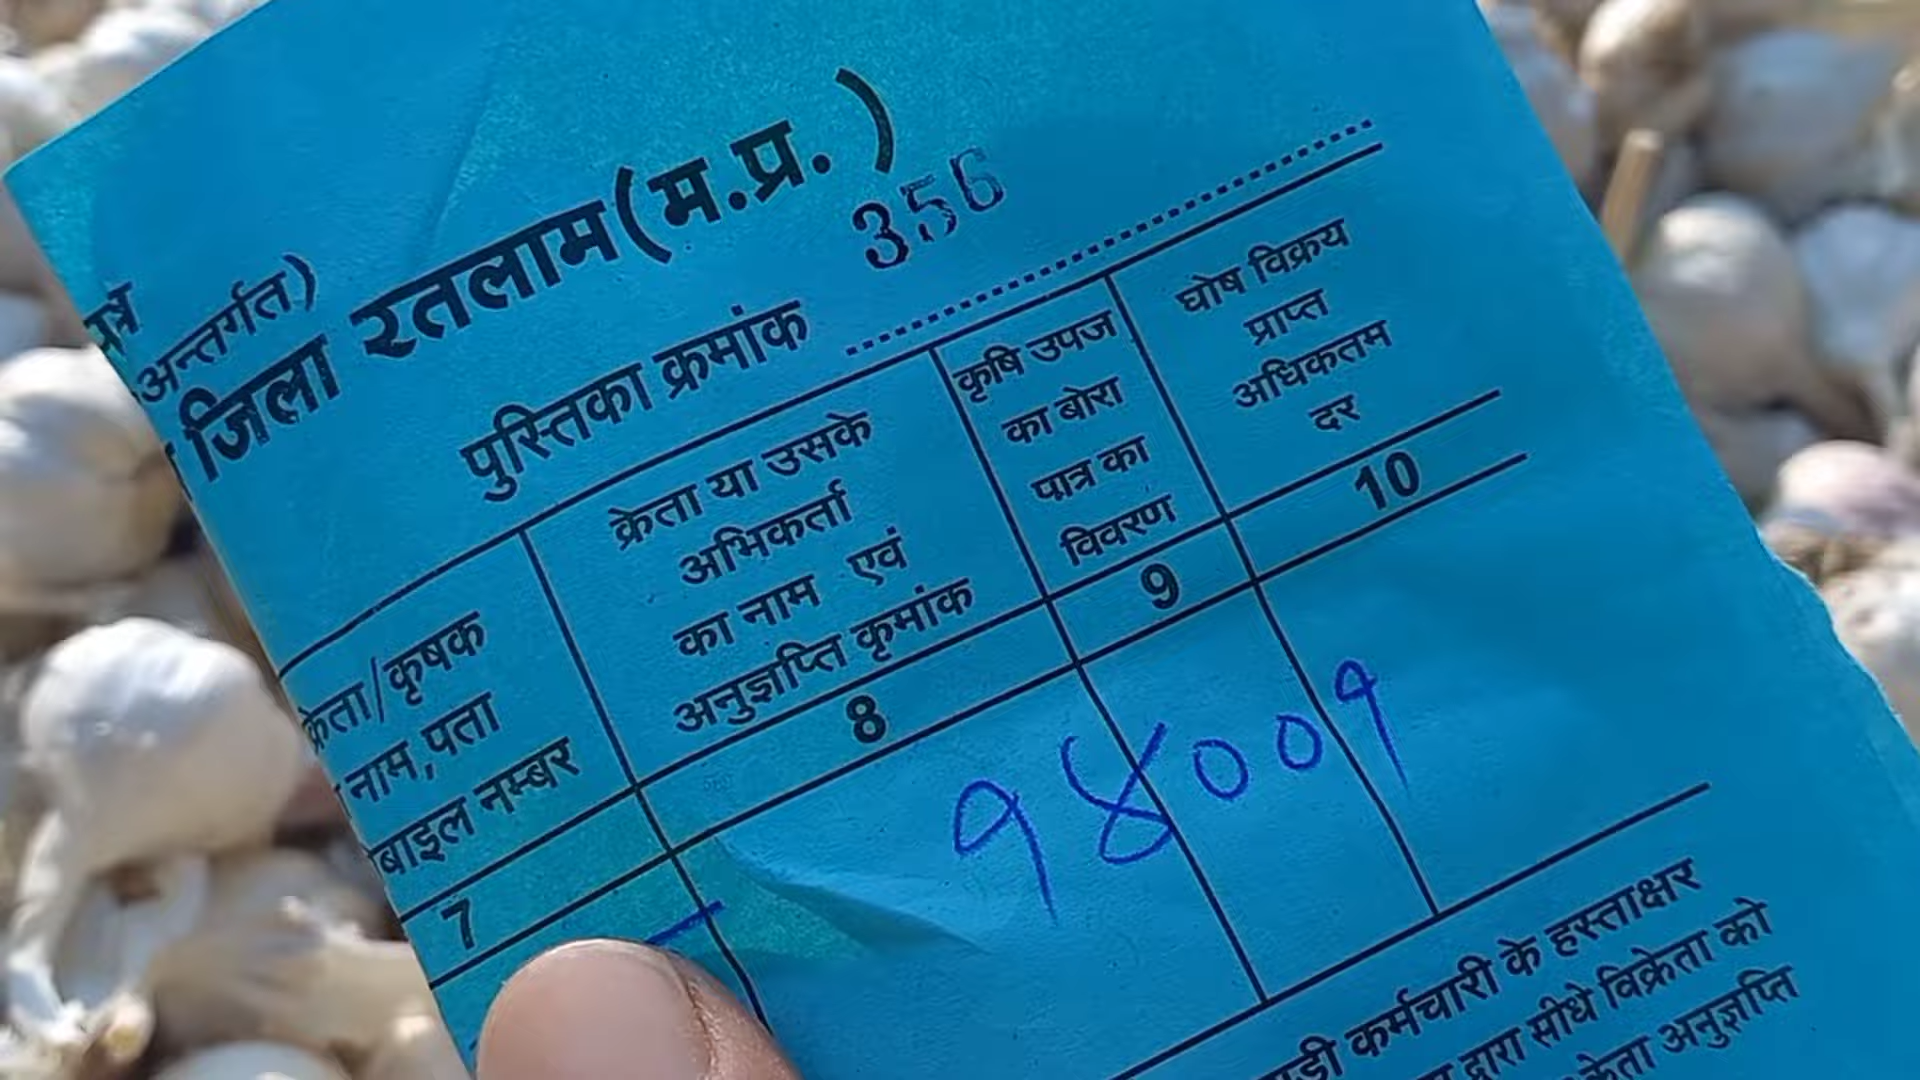 अन्तर्गत)
जिला रतलाम (म.प्र.)
पुस्तिका क्रमांक 356
क्रेता/कृषक
नाम, पता
बाइल नम्बर
7
क्रेता या उसके
अभिकर्ता
का नाम एवं
अनुज्ञप्ति कृमांक
8
कृषि उपज
का बोरा
पात्र का
विवरण
9
घोष विक्रय
प्राप्त
अधिकतम
दर
10
१४००१
कर्मचारी के हस्ताक्षर
द्वारा सीधे विक्रेता को
क्रेता अनुज्ञप्ति